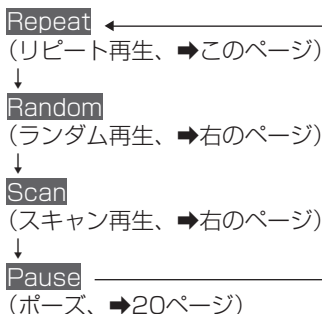 Repeat
(リピート再生、➡このページ)
↓
Random
(ランダム再生、➡右のページ)
↓
Scan
(スキャン再生、➡右のページ)
↓
Pause
(ポーズ、➡20ページ)